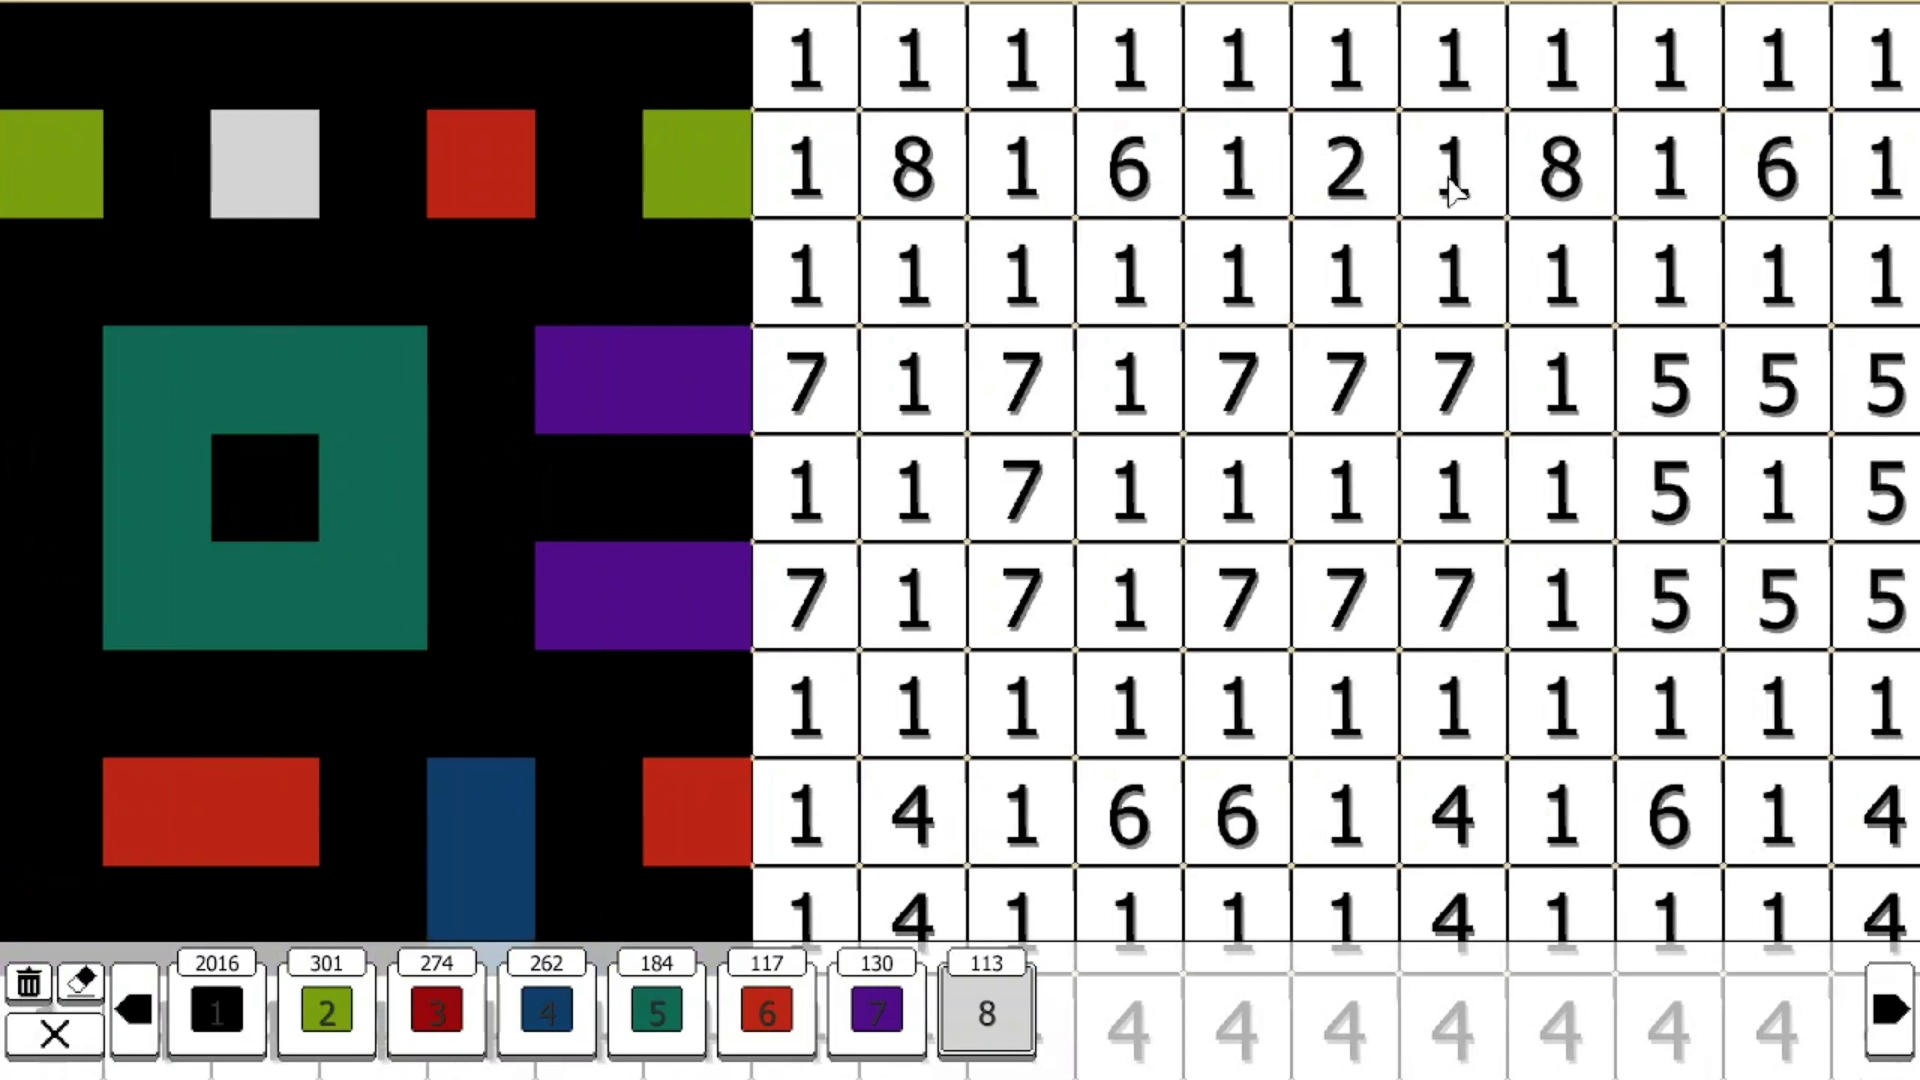 1 1 1 1 1 1 1 1 1 1 1
1 8 1 6 1 2 1 8 1 6 1
1 1 1 1 1 1 1 1 1 1 1
7 1 7 1 7 7 7 1 5 5 5
1 1 7 1 1 1 1 1 5 1 5
7 1 7 1 7 7 7 1 5 5 5
1 1 1 1 1 1 1 1 1 1 1
1 4 1 6 6 1 4 1 6 1 4
1 4 1 1 1 1 4 1 1 1 4
2016 301 274 262 184 117 130 113
1 2 3 4 5 6 7 8 4 4 4 4 4 4 4